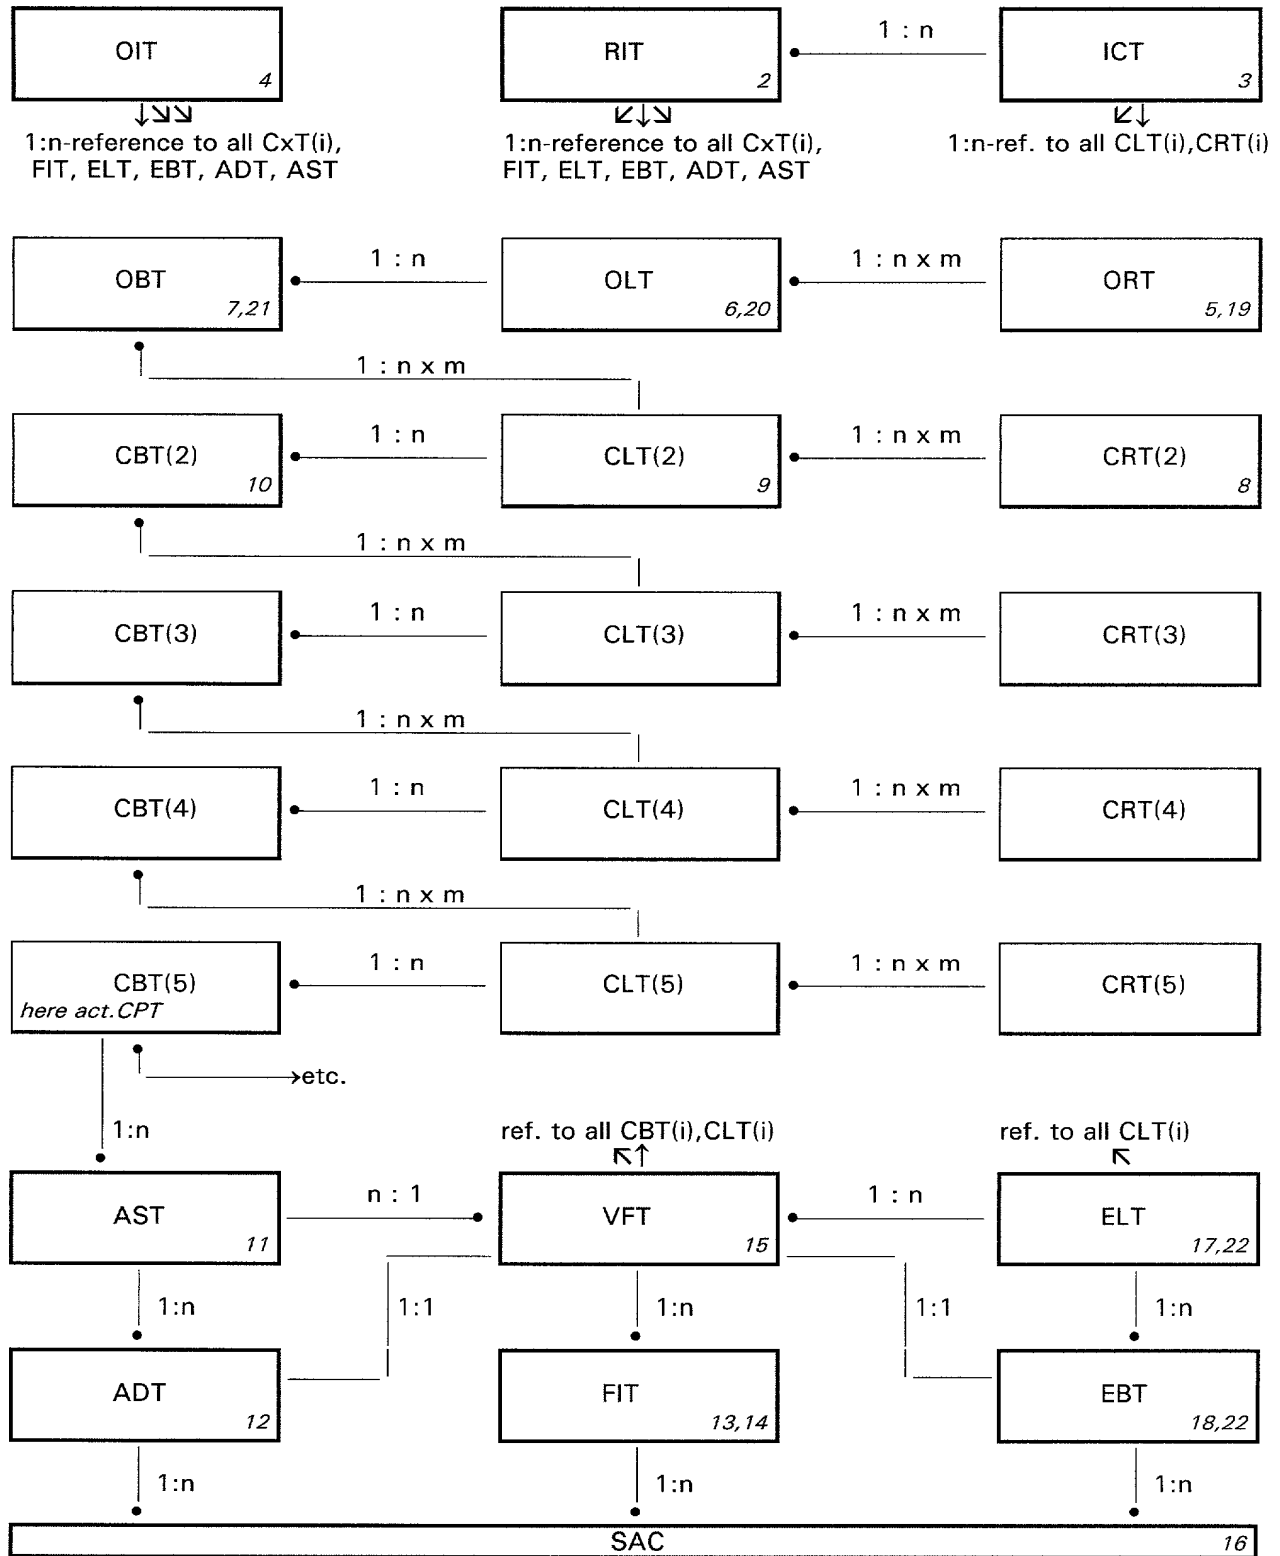 OIT
4
RIT
2
1 : n
ICT
3
↓↘↘
1:n-reference to all CxT(i),
FIT, ELT, EBT, ADT, AST
↙↓↘
1:n-reference to all CxT(i),
FIT, ELT, EBT, ADT, AST
↙↓
1:n-ref. to all CLT(i),CRT(i)
OBT
7,21
1 : n
OLT
6,20
1 : n x m
ORT
5,19
1 : n x m
CBT(2)
10
1 : n
CLT(2)
9
1 : n x m
CRT(2)
8
1 : n x m
CBT(3)
1 : n
CLT(3)
1 : n x m
CRT(3)
1 : n x m
CBT(4)
1 : n
CLT(4)
1 : n x m
CRT(4)
1 : n x m
CBT(5)
here act.CPT
1 : n
CLT(5)
1 : n x m
CRT(5)
→etc.
1:n
ref. to all CBT(i),CLT(i)
↖↑
ref. to all CLT(i)
↖
AST
11
n : 1
VFT
15
1 : n
ELT
17,22
1:n
1:1
1:n
1:1
1:n
ADT
12
FIT
13,14
EBT
18,22
1:n
1:n
1:n
SAC
16